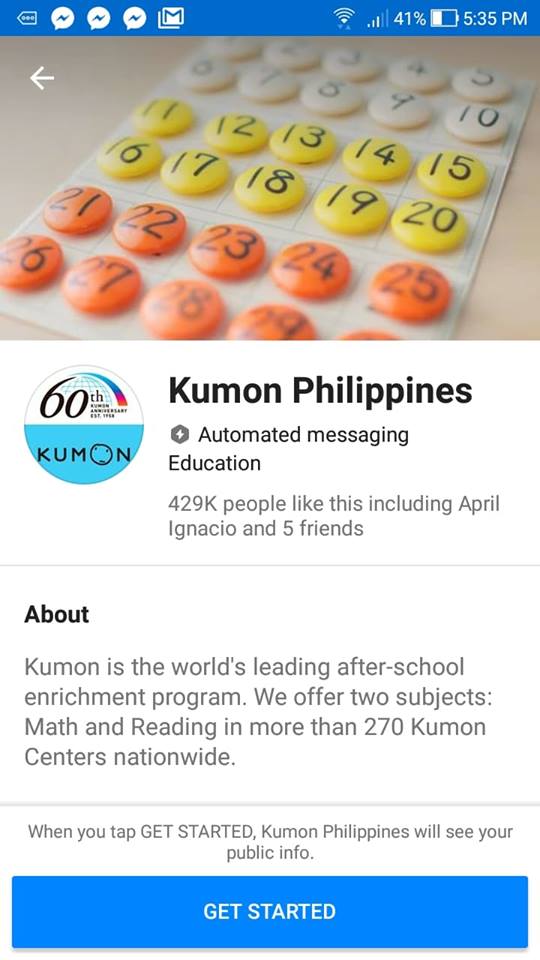 41% 5:35 PM
4 5
6 7 8 9 10
11 12 13 14 15
16 17 18 19 20
21 22 23 24 25
26 27 28 29
Kumon Philippines
60th
KUMON
ANNIVERSARY
EST. 1958
KUMON
Automated messaging
Education
429K people like this including April
Ignacio and 5 friends
About
Kumon is the world's leading after-school
enrichment program. We offer two subjects:
Math and Reading in more than 270 Kumon
Centers nationwide.
When you tap GET STARTED, Kumon Philippines will see your
public info.
GET STARTED